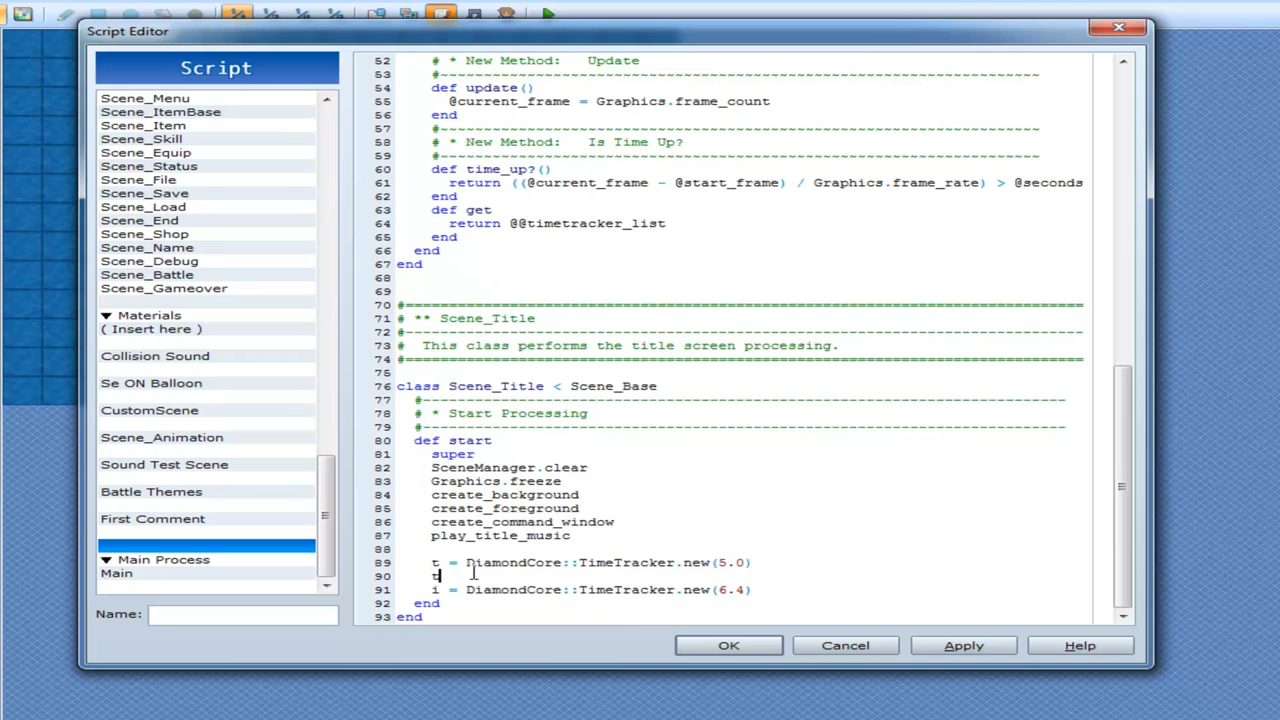 Script Editor
Script
Scene_Menu
Scene_ItemBase
Scene_Item
Scene_Skill
Scene_Equip
Scene_Status
Scene_File
Scene_Save
Scene_Load
Scene_End
Scene_Shop
Scene_Name
Scene_Debug
Scene_Battle
Scene_Gameover
▼ Materials
( Insert here )
Collision Sound
Se ON Balloon
CustomScene
Scene_Animation
Sound Test Scene
Battle Themes
First Comment
▼ Main Process
Main
Name:
52 # * New Method:   Update
53 #---------------------------------------------------------------------
54 def update()
55 @current_frame = Graphics.frame_count
56 end
57 #---------------------------------------------------------------------
58 # * New Method:   Is Time Up?
59 #---------------------------------------------------------------------
60 def time_up?()
61 return ((@current_frame - @start_frame) / Graphics.frame_rate) > @seconds
62 end
63 def get
64 return @@timetracker_list
65 end
66 end
67 end
68
69
70 #==============================================================================
71 # ** Scene_Title
72 #------------------------------------------------------------------------------
73 #  This class performs the title screen processing.
74 #==============================================================================
75
76 class Scene_Title < Scene_Base
77 #--------------------------------------------------------------------------
78 # * Start Processing
79 #--------------------------------------------------------------------------
80 def start
81 super
82 SceneManager.clear
83 Graphics.freeze
84 create_background
85 create_foreground
86 create_command_window
87 play_title_music
88
89 t = DiamondCore::TimeTracker.new(5.0)
90 t
91 i = DiamondCore::TimeTracker.new(6.4)
92 end
93 end
OK Cancel Apply Help